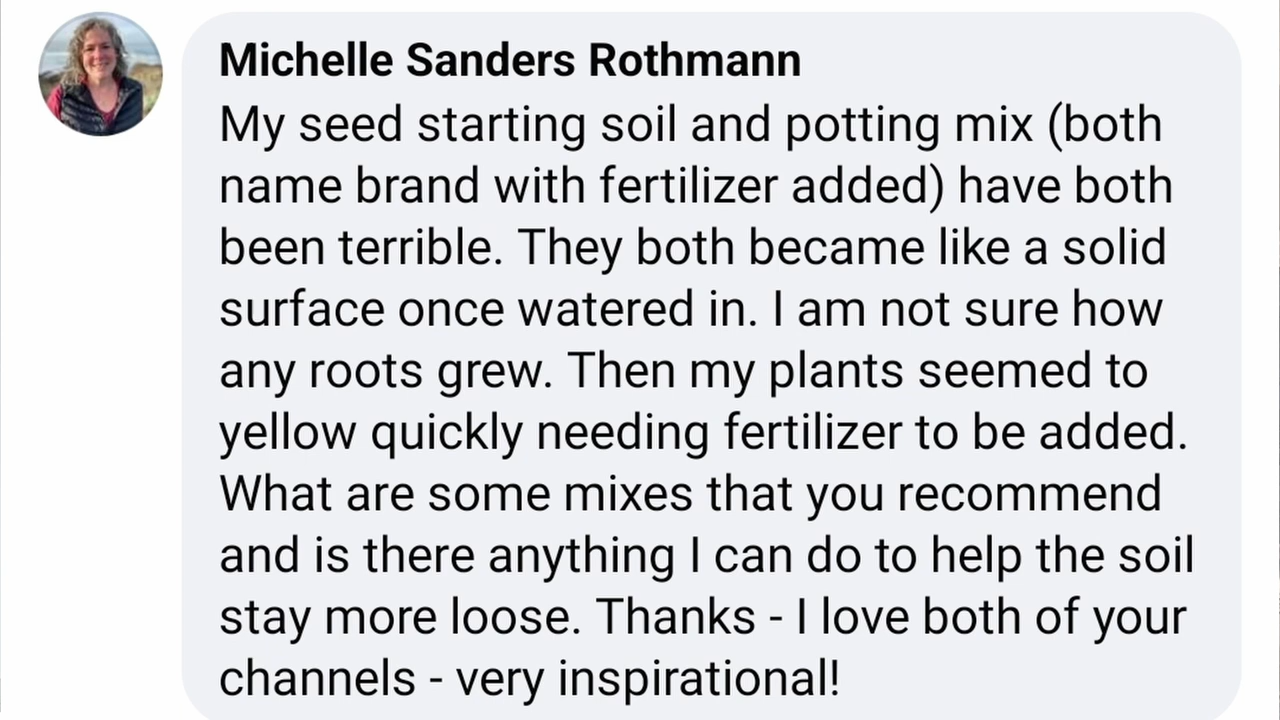 Michelle Sanders Rothmann
My seed starting soil and potting mix (both
name brand with fertilizer added) have both
been terrible. They both became like a solid
surface once watered in. I am not sure how
any roots grew. Then my plants seemed to
yellow quickly needing fertilizer to be added.
What are some mixes that you recommend
and is there anything I can do to help the soil
stay more loose. Thanks - I love both of your
channels - very inspirational!